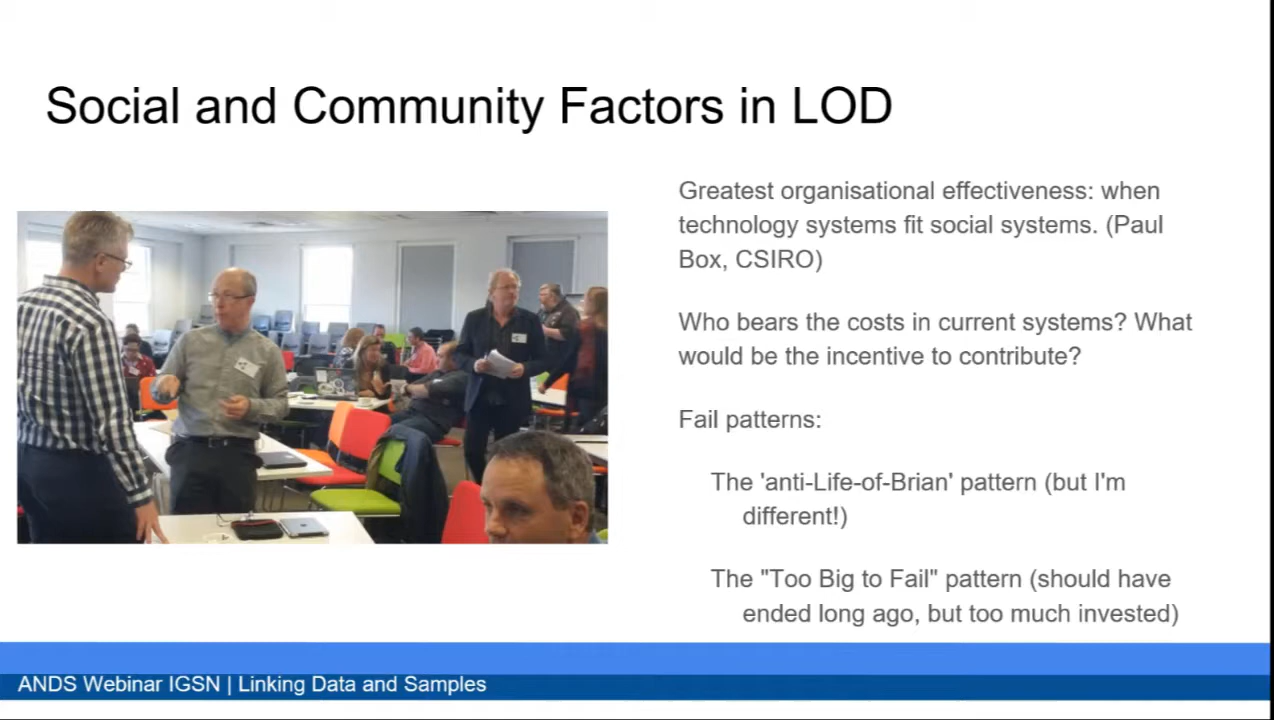 Social and Community Factors in LOD
Greatest organisational effectiveness: when
technology systems fit social systems. (Paul
Box, CSIRO)
Who bears the costs in current systems? What
would be the incentive to contribute?
Fail patterns:
The 'anti-Life-of-Brian' pattern (but I'm
different!)
The "Too Big to Fail" pattern (should have
ended long ago, but too much invested)
ANDS Webinar IGSN | Linking Data and Samples